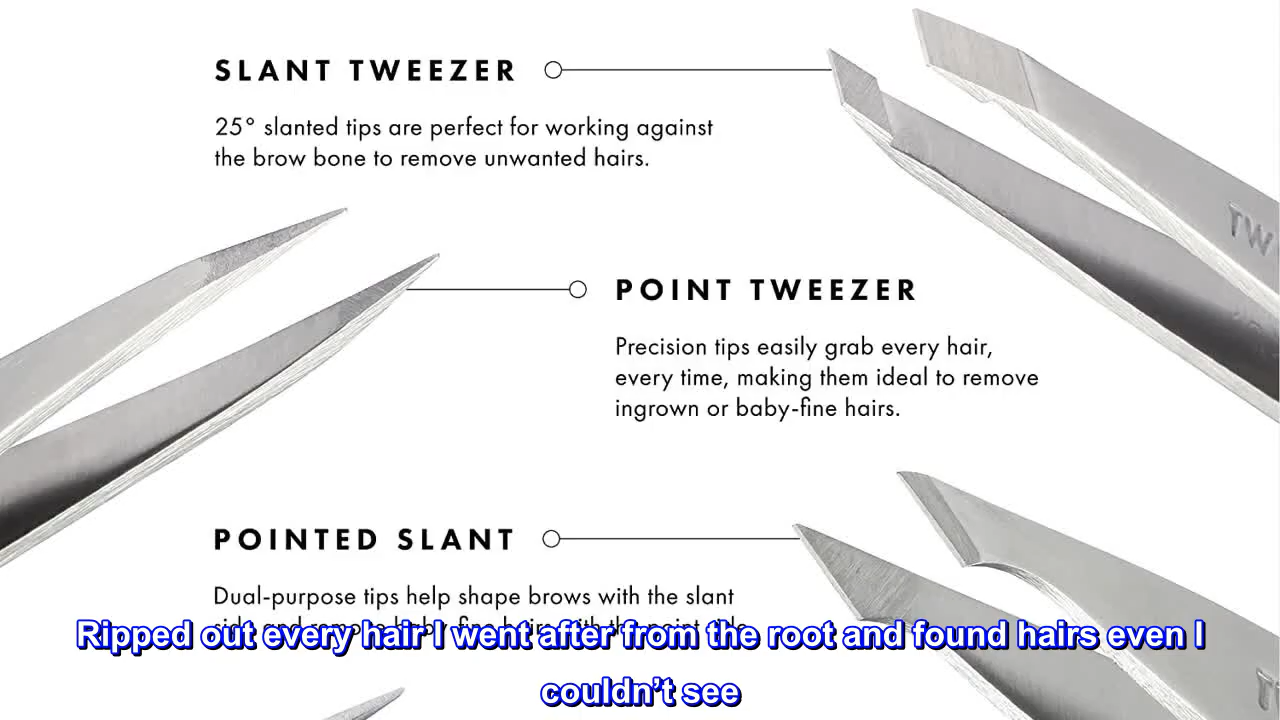 SLANT TWEEZER
25° slanted tips are perfect for working against
the brow bone to remove unwanted hairs.
TW
POINT TWEEZER
Precision tips easily grab every hair,
every time, making them ideal to remove
ingrown or baby-fine hairs.
POINTED SLANT
Dual-purpose tips help shape brows with the slant
Ripped out every hair I went after from the root and found hairs even I
couldn't see